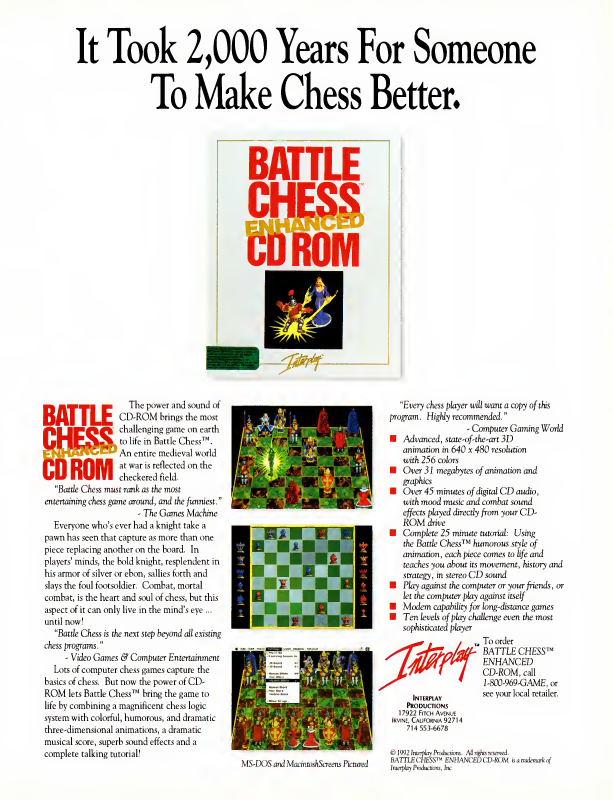 It Took 2,000 Years For Someone
To Make Chess Better.
BATTLE
CHESS™
ENHANCED
CD ROM
Interplay™
BATTLE
CHESS
ENHANCED
CD ROM
The power and sound of
CD-ROM brings the most
challenging game on earth
to life in Battle Chess™.
An entire medieval world
at war is reflected on the
checkered field.
"Battle Chess must rank as the most
entertaining chess game around, and the funniest."
- The Games Machine
Everyone who's ever had a knight take a
pawn has seen that capture as more than one
piece replacing another on the board. In
players' minds, the bold knight, resplendent in
his armor of silver or ebon, sallies forth and
slays the foul footsoldier. Combat, mortal
combat, is the heart and soul of chess, but this
aspect of it can only live in the mind's eye ...
until now!
"Battle Chess is the next step beyond all existing
chess programs."
- Video Games & Computer Entertainment
Lots of computer chess games capture the
basics of chess. But now the power of CD-
ROM lets Battle Chess™ bring the game to
life by combining a magnificent chess logic
system with colorful, humorous, and dramatic
three-dimensional animations, a dramatic
musical score, superb sound effects and a
complete talking tutorial!
MS-DOS and MacintoshScreens Pictured
"Every chess player will want a copy of this
program. Highly recommended."
- Computer Gaming World
Advanced, state-of-the-art 3D
animation in 640 x 480 resolution
with 256 colors
Over 31 megabytes of animation and
graphics
Over 45 minutes of digital CD audio,
with mood music and combat sound
effects played directly from your CD-
ROM drive
Complete 25 minute tutorial: Using
the Battle Chess™ humorous style of
animation, each piece comes to life and
teaches you about its movement, history and
strategy, in stereo CD sound
Play against the computer or your friends, or
let the computer play against itself
Modem capability for long-distance games
Ten levels of play challenge even the most
sophisticated player
Interplay™
INTERPLAY
PRODUCTIONS
17922 FITCH AVENUE
IRVINE, CALIFORNIA 92714
714 553-6678
To order
BATTLE CHESS™
ENHANCED
CD-ROM, call
1-800-969-GAME, or
see your local retailer.
© 1992 Interplay Productions. All rights reserved.
BATTLE CHESS™ ENHANCED CD-ROM is a trademark of
Interplay Productions, Inc